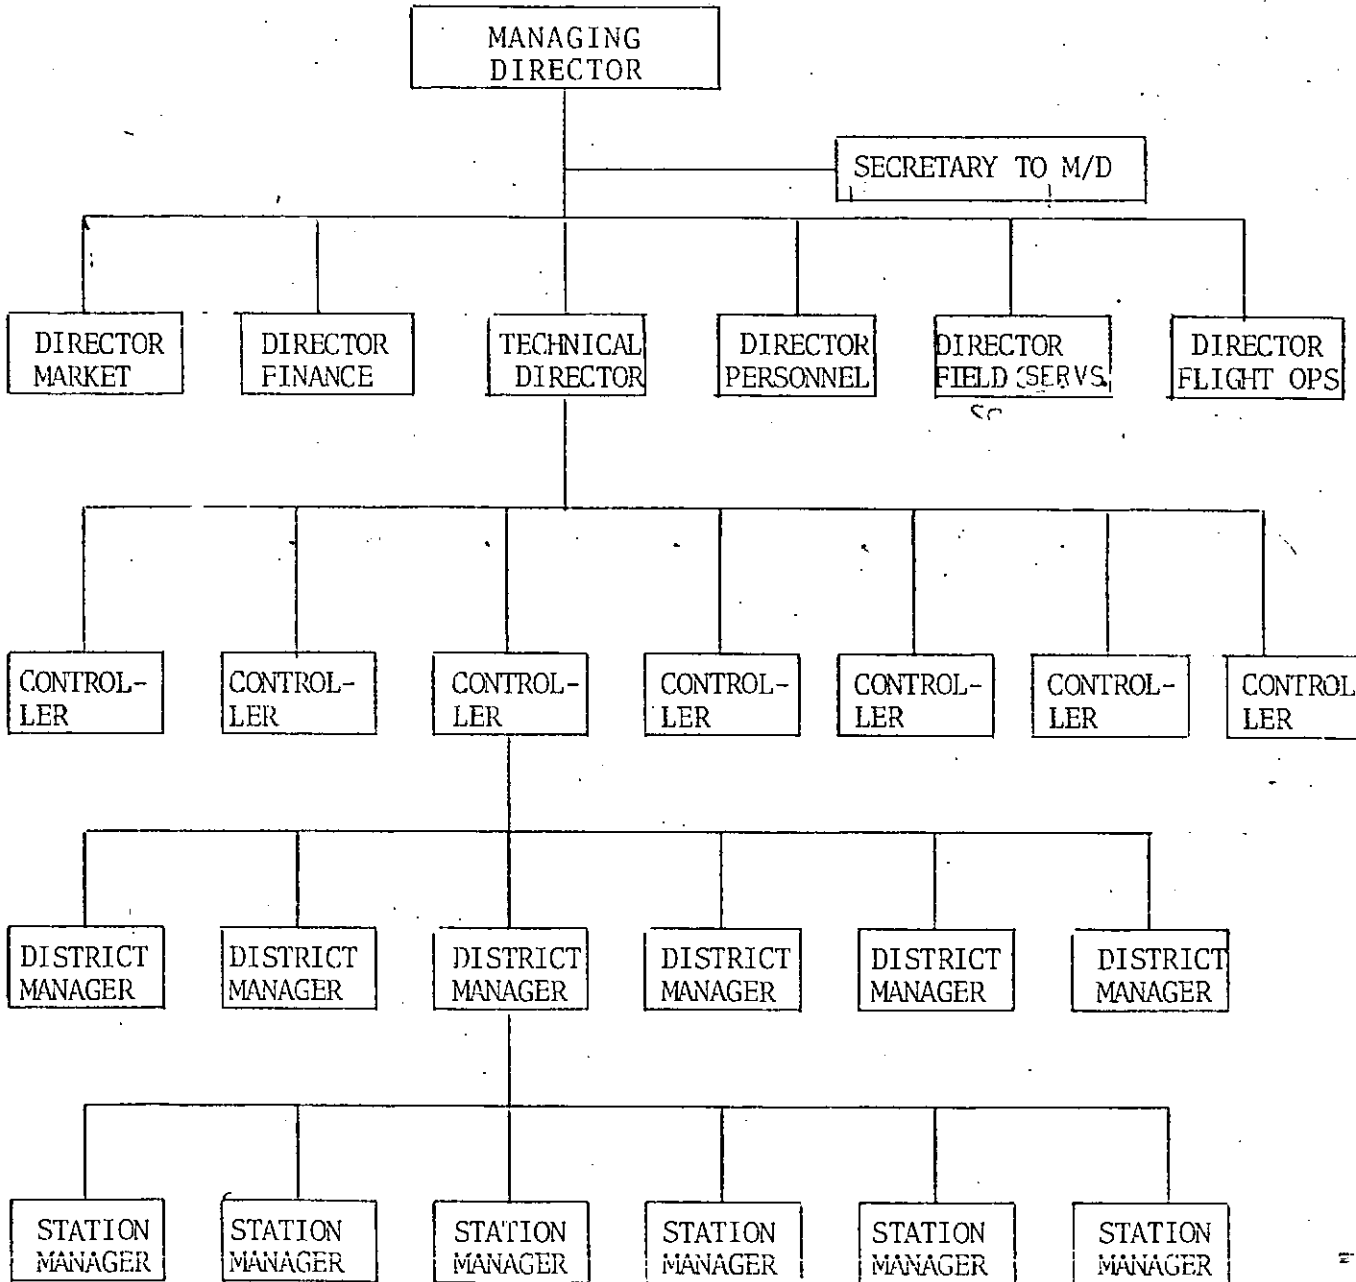 MANAGING
DIRECTOR
SECRETARY TO M/D
DIRECTOR
MARKET
DIRECTOR
FINANCE
TECHNICAL
DIRECTOR
DIRECTOR
PERSONNEL
DIRECTOR
FIELD (SERVS.
DIRECTOR
FLIGHT OPS
CONTROL-
LER
CONTROL-
LER
CONTROL-
LER
CONTROL-
LER
CONTROL-
LER
CONTROL-
LER
CONTROL
LER
DISTRICT
MANAGER
DISTRICT
MANAGER
DISTRICT
MANAGER
DISTRICT
MANAGER
DISTRICT
MANAGER
DISTRICT
MANAGER
STATION
MANAGER
STATION
MANAGER
STATION
MANAGER
STATION
MANAGER
STATION
MANAGER
STATION
MANAGER